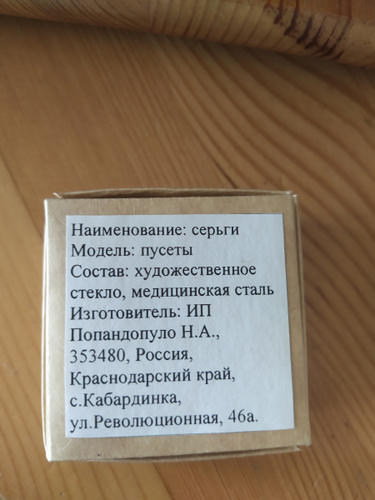 Наименование: серьги
Модель: пусеты
Состав: художественное
стекло, медицинская сталь
Изготовитель: ИП
Попандопуло Н.А.,
353480, Россия,
Краснодарский край,
с.Кабардинка,
ул.Революционная, 46а.